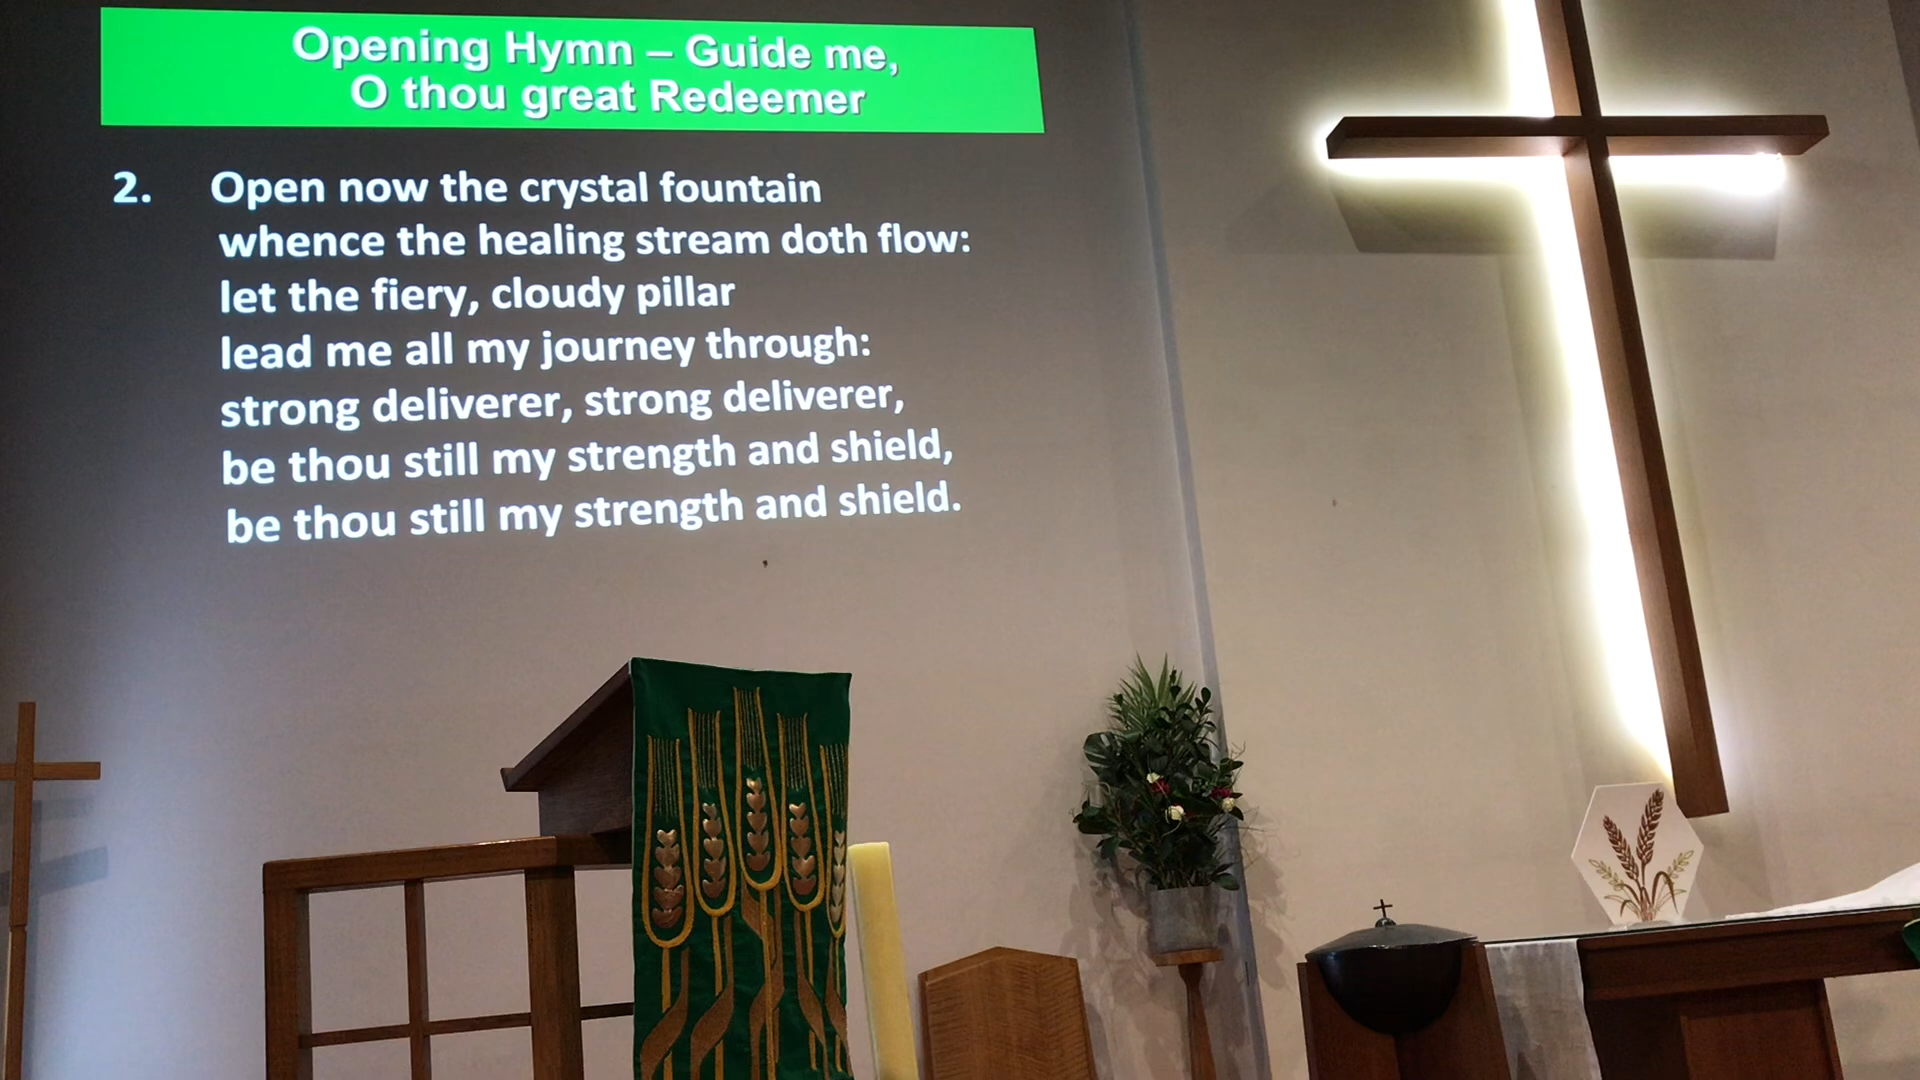 Opening Hymn – Guide me,
O thou great Redeemer
2. Open now the crystal fountain
whence the healing stream doth flow:
let the fiery, cloudy pillar
lead me all my journey through:
strong deliverer, strong deliverer,
be thou still my strength and shield,
be thou still my strength and shield.